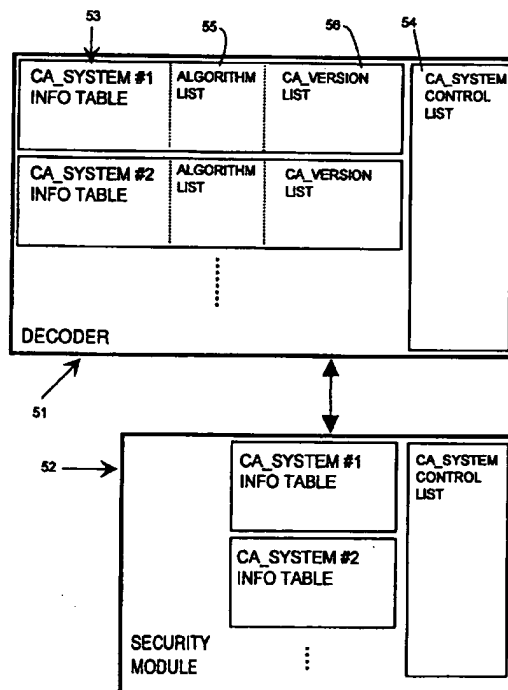 53
55
56
54
CA_SYSTEM #1
INFO TABLE
ALGORITHM
LIST
CA_VERSION
LIST
CA_SYSTEM
CONTROL
LIST
CA_SYSTEM #2
INFO TABLE
ALGORITHM
LIST
CA_VERSION
LIST
DECODER
51
52
CA_SYSTEM #1
INFO TABLE
CA_SYSTEM
CONTROL
LIST
CA_SYSTEM #2
INFO TABLE
SECURITY
MODULE